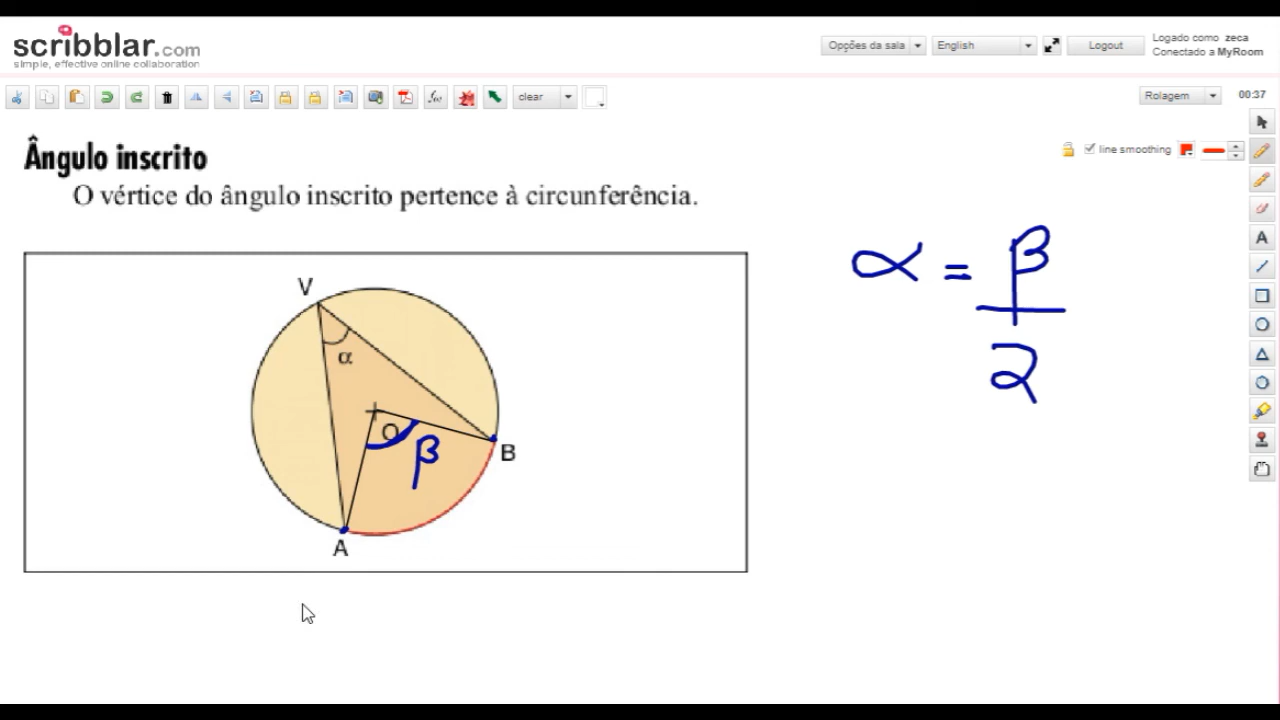 scribblar.com
simple, effective online collaboration
Opções da sala
English
Logout
Logado como zeca
Conectado a MyRoom
clear
Rolagem
00:37
line smoothing
Ângulo inscrito
O vértice do ângulo inscrito pertence à circunferência.
V
α
O
β
B
A
α = β
2